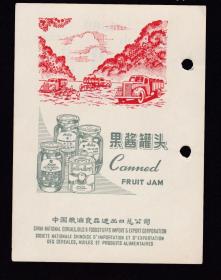 果酱罐头
Canned
FRUIT JAM
中国粮油食品进出口总公司
CHINA NATIONAL CEREALS, OILS & FOODSTUFFS IMPORT & EXPORT CORPORATION
SOCIETE NATIONALE CHINOISE D'IMPORTATION ET D'EXPORTATION
DES CEREALES, HUILES ET PRODUITS ALIMENTAIRES